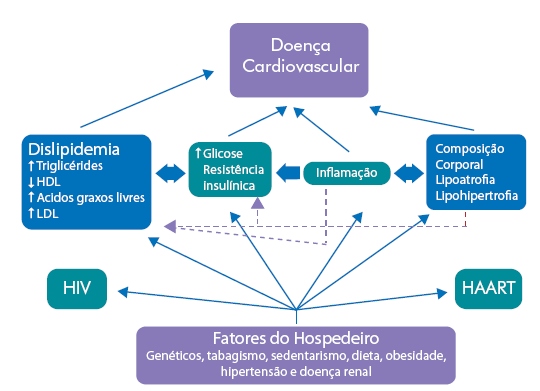 Doença
Cardiovascular
Dislipidemia
↑Triglicérides
↓HDL
↑Acidos graxos livres
↑LDL
↑Glicose
Resistência
Insulínica
Inflamação
Composição
Corporal
Lipoatrofia
Lipohipertrofia
HIV
HAART
Fatores do Hospedeiro
Genéticos, tabagismo, sedentarismo, dieta, obesidade,
hipertensão e doença renal